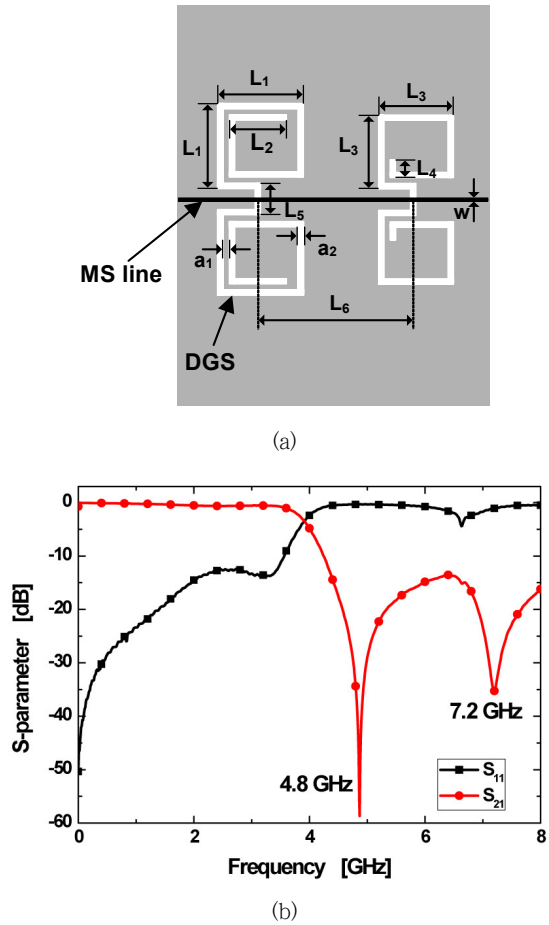 L₁
L₃
L₁
L₂
L₃
L₄
L₅
w
MS line
a₁
a₂
L₆
DGS
(a)
0
-10
-20
-30
-40
-50
-60
S-parameter [dB]
7.2 GHz
4.8 GHz
S₁₁
S₂₁
0 2 4 6 8
Frequency [GHz]
(b)